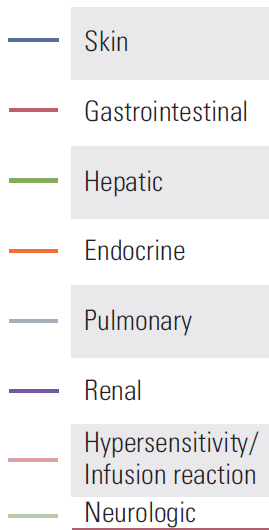 Skin
Gastrointestinal
Hepatic
Endocrine
Pulmonary
Renal
Hypersensitivity/
Infusion reaction
Neurologic